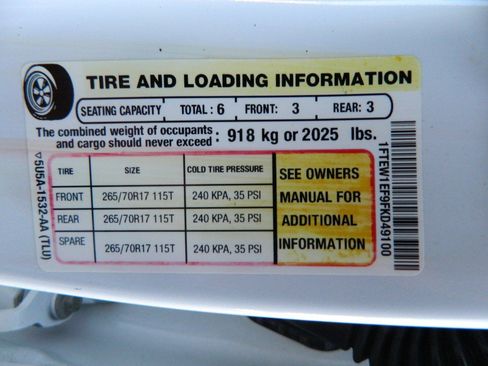 TIRE AND LOADING INFORMATION
SEATING CAPACITY TOTAL: 6 FRONT: 3 REAR: 3
The combined weight of occupants and cargo should never exceed: 918 kg or 2025 lbs.
TIRE SIZE COLD TIRE PRESSURE
FRONT 265/70R17 115T 240 KPA, 35 PSI
REAR 265/70R17 115T 240 KPA, 35 PSI
SPARE 265/70R17 115T 240 KPA, 35 PSI
SEE OWNERS
MANUAL FOR
ADDITIONAL
INFORMATION
5U5A-1532-AA (TLU)
1FTEW1EF9FKD49100